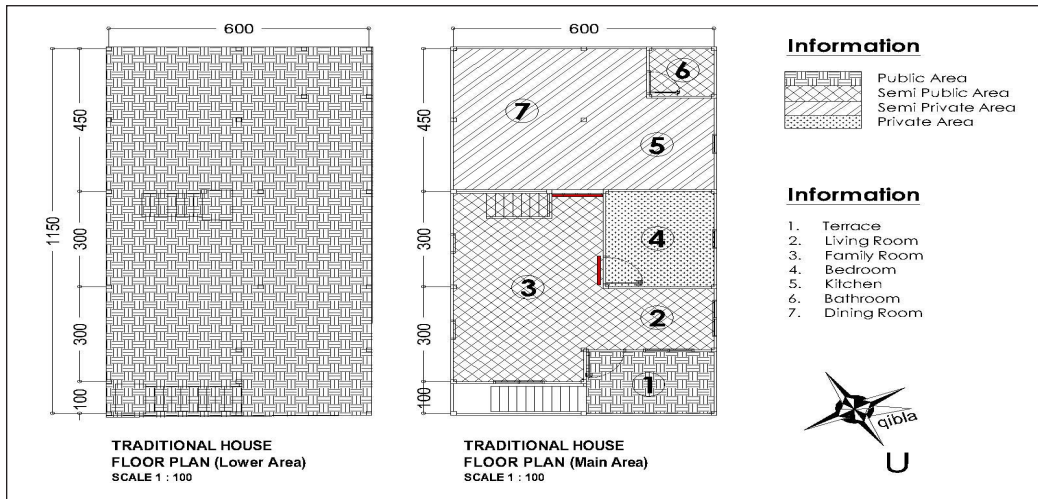 600
1150
450
300
300
100
TRADITIONAL HOUSE
FLOOR PLAN (Lower Area)
SCALE 1 : 100
600
450
300
300
100
7
6
5
4
3
2
1
TRADITIONAL HOUSE
FLOOR PLAN (Main Area)
SCALE 1 : 100
Information
Public Area
Semi Public Area
Semi Private Area
Private Area
Information
1. Terrace
2. Living Room
3. Family Room
4. Bedroom
5. Kitchen
6. Bathroom
7. Dining Room
qibla
U